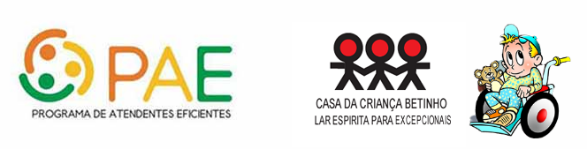 PAE
PROGRAMA DE ATENDENTES EFICIENTES
CASA DA CRIANÇA BETINHO
LAR ESPIRITA PARA EXCEPCIONAIS